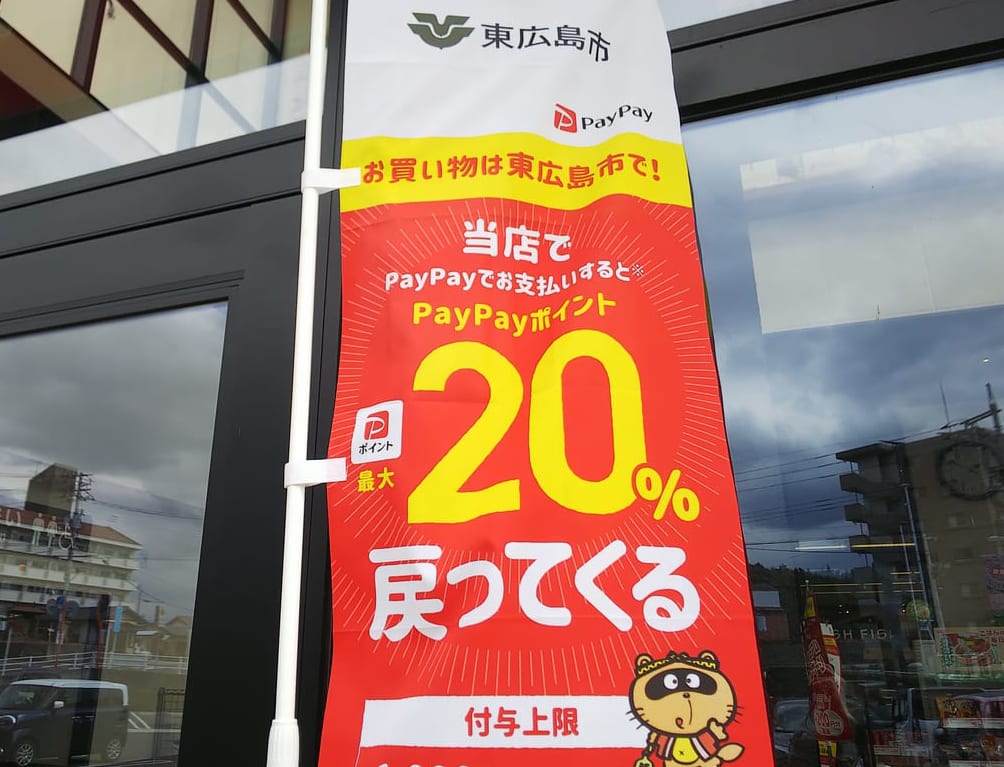 東広島市
PayPay
お買い物は東広島市で!
当店で
PayPayでお支払いすると※
PayPayポイント
ポイント
最大
20%
戻ってくる
付与上限